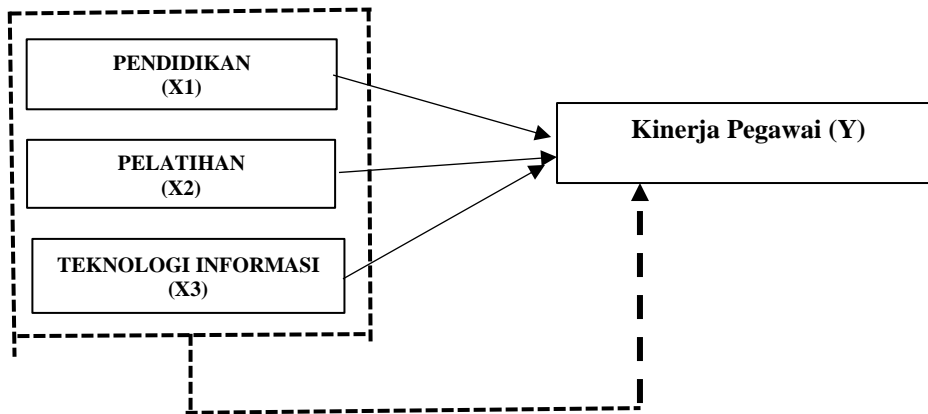 PENDIDIKAN
(X1)
Kinerja Pegawai (Y)
PELATIHAN
(X2)
TEKNOLOGI INFORMASI
(X3)